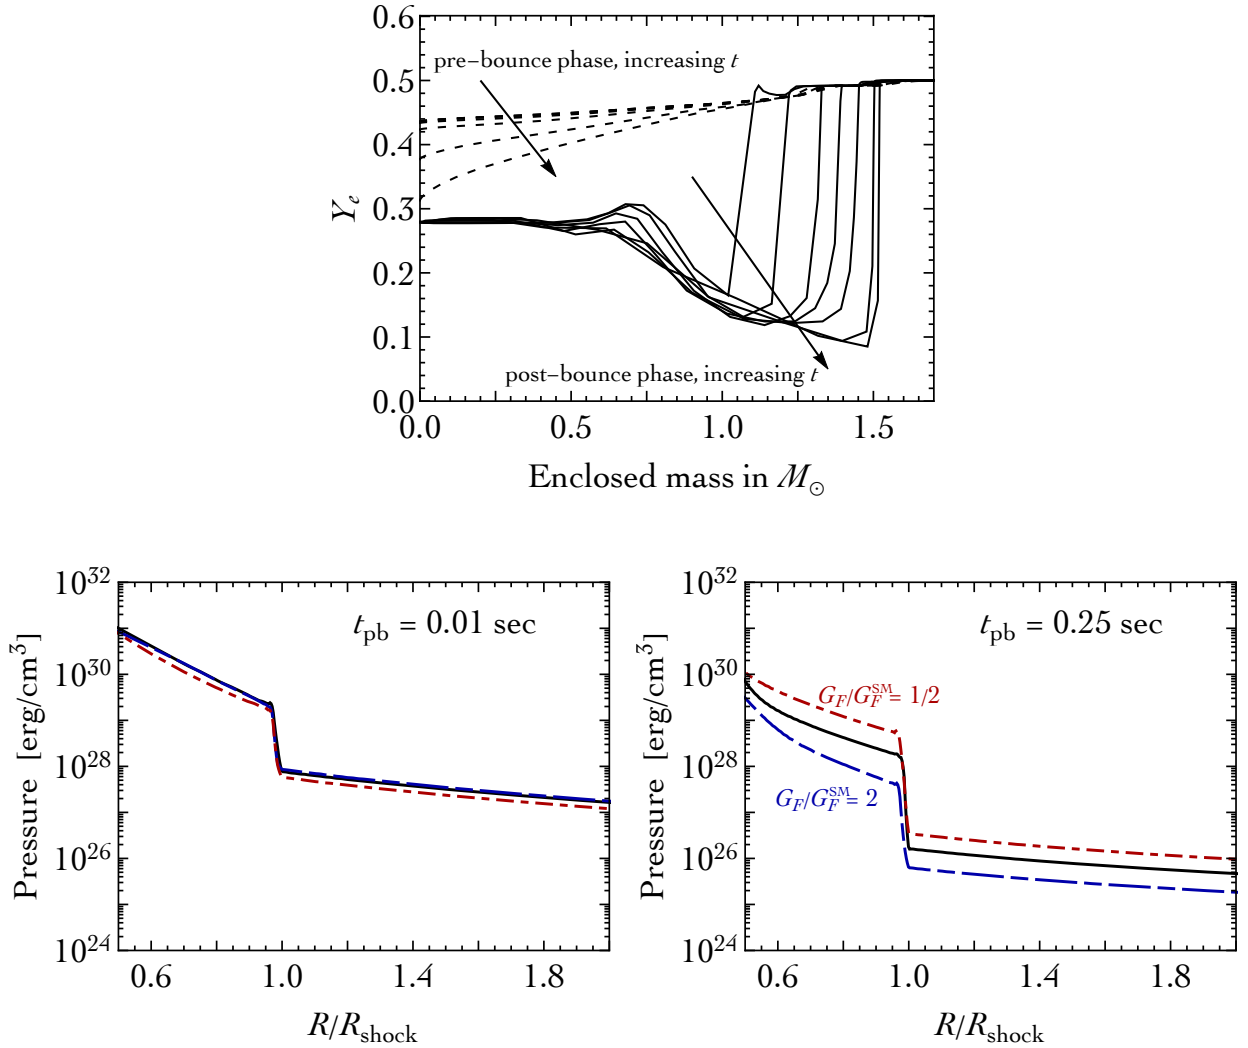 0.6
0.5
0.4
0.3
0.2
0.1
0.0
Y_e
pre–bounce phase, increasing t
post–bounce phase, increasing t
0.0 0.5 1.0 1.5
Enclosed mass in M_⊙
10^32
10^30
10^28
10^26
10^24
Pressure [erg/cm^3]
t_pb = 0.01 sec
0.6 1.0 1.4 1.8
R/R_shock
10^32
10^30
10^28
10^26
10^24
Pressure [erg/cm^3]
t_pb = 0.25 sec
G_F/G_F^SM = 1/2
G_F/G_F^SM = 2
0.6 1.0 1.4 1.8
R/R_shock